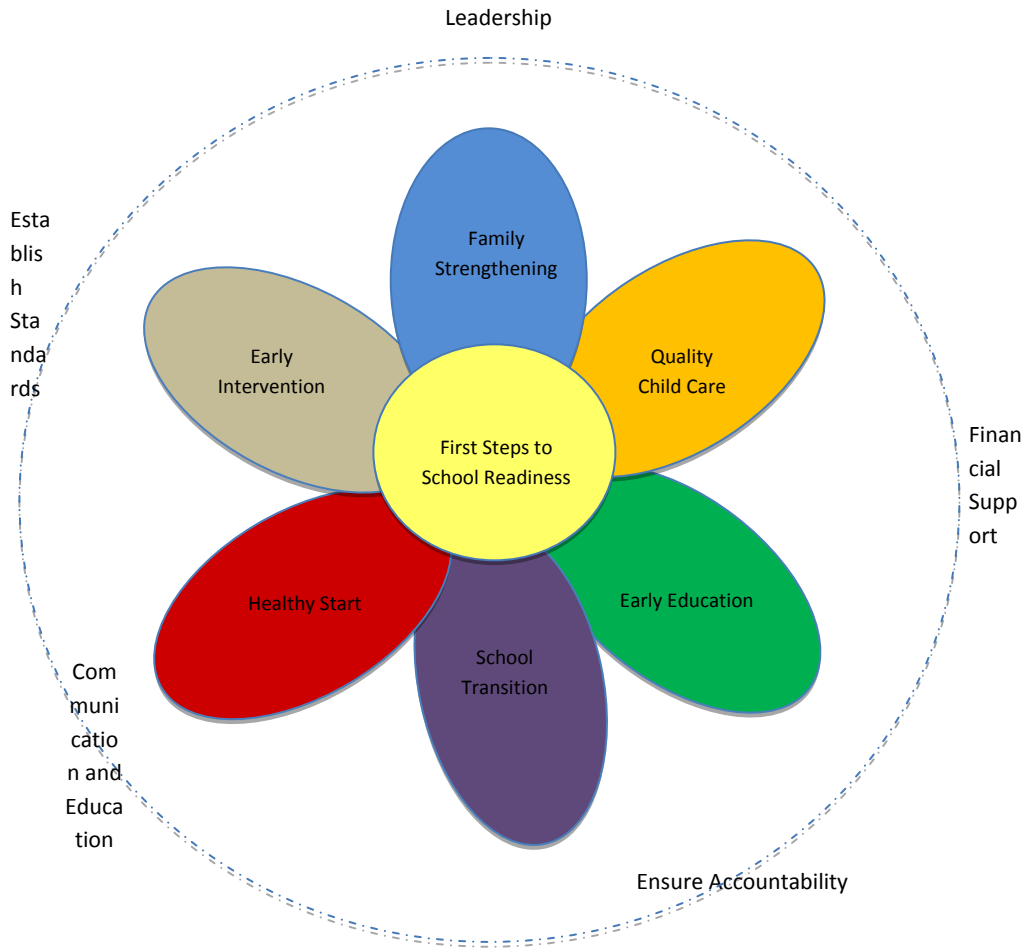 Leadership
Esta
blis
h
Sta
nda
rds
Family
Strengthening
Early
Intervention
Quality
Child Care
First Steps to
School Readiness
Finan
cial
Supp
ort
Healthy Start
Early Education
School
Transition
Com
muni
catio
n and
Educa
tion
Ensure Accountability